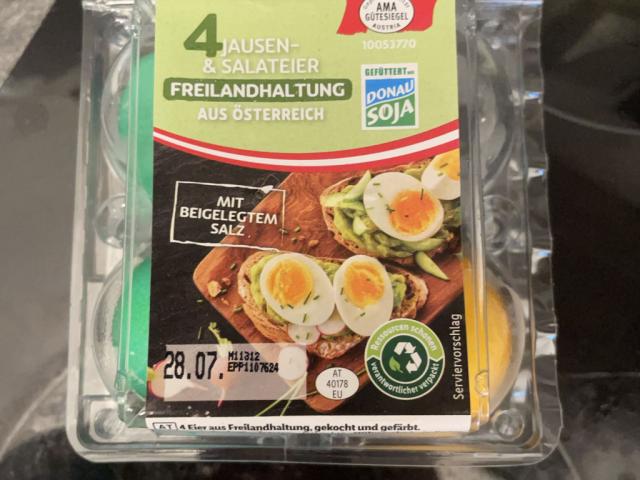 AMA
GÜTESIEGEL
AUSTRIA
10053770
4 JAUSEN-
& SALATEIER
FREILANDHALTUNG
AUS ÖSTERREICH
GEFÜTTERT MIT
DONAU
SOJA
MIT
BEIGELEGTEM
SALZ
28.07.
M11312
EPP1107624
AT
40178
EU
Ressourcen schonen
verantwortlicher verpackt
Serviervorschlag
AT 4 Eier aus Freilandhaltung, gekocht und gefärbt.